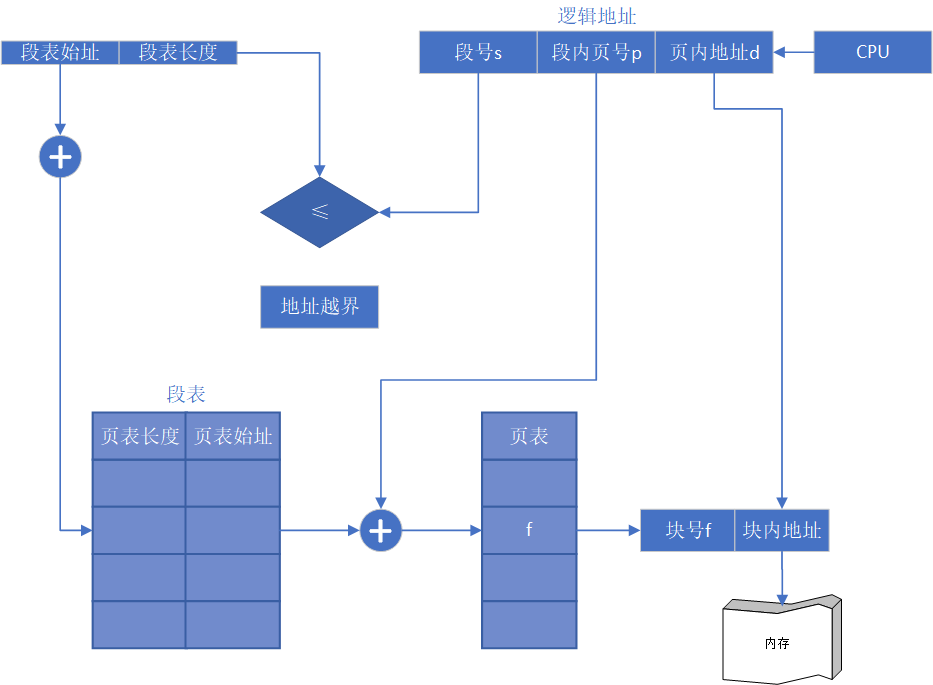 逻辑地址
段表始址 段表长度
段号s 段内页号p 页内地址d CPU
≤
地址越界
段表
页表长度 页表始址 页表
f
块号f 块内地址
内存